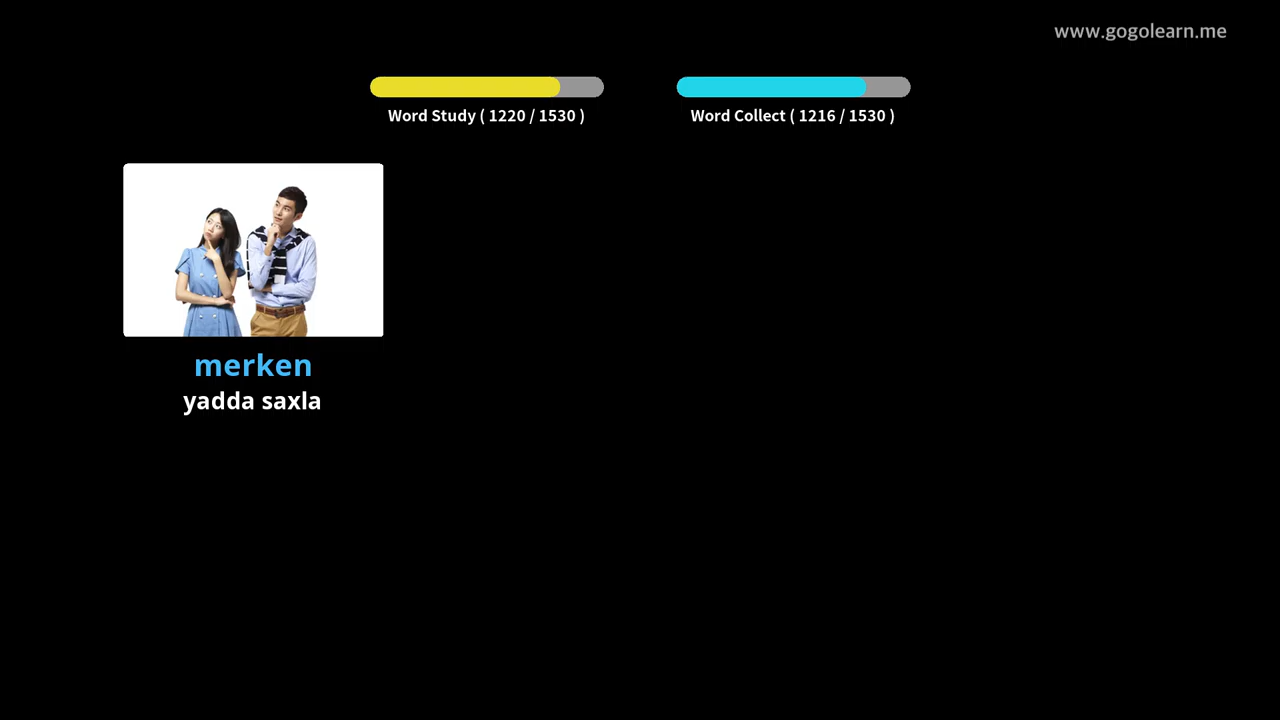 www.gogolearn.me
Word Study ( 1220 / 1530 )
Word Collect ( 1216 / 1530 )
merken
yadda saxla